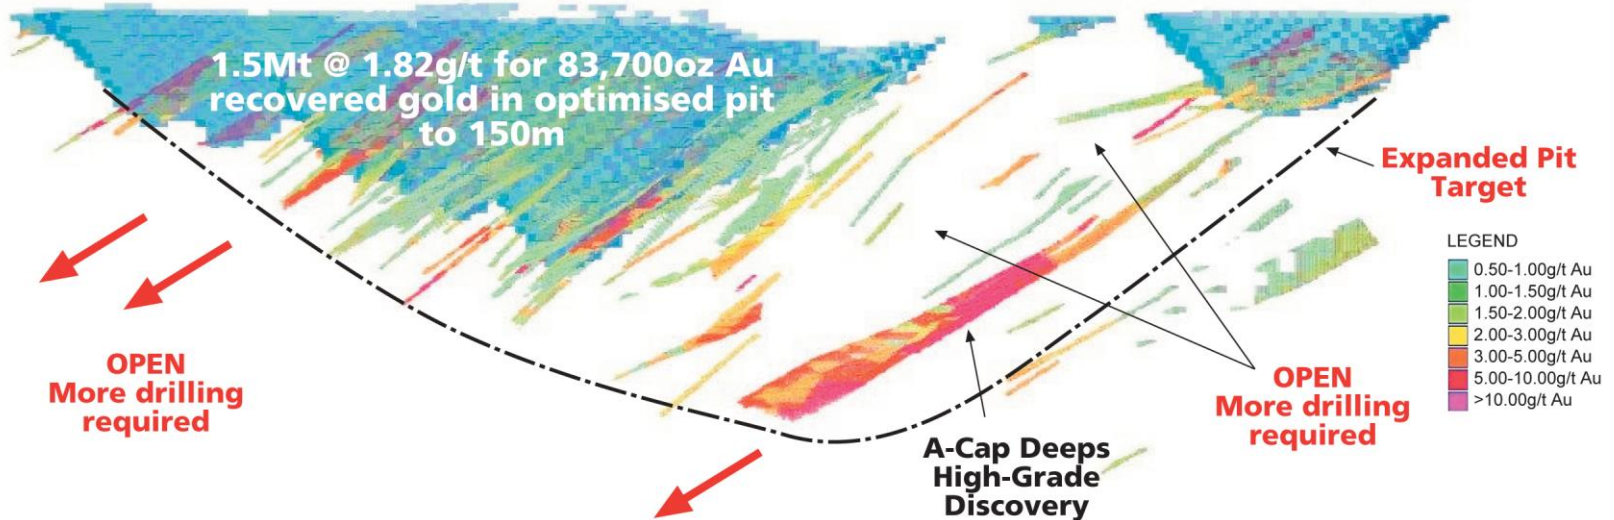 1.5Mt @ 1.82g/t for 83,700oz Au
recovered gold in optimised pit
to 150m
Expanded Pit
Target
LEGEND
0.50-1.00g/t Au
1.00-1.50g/t Au
1.50-2.00g/t Au
2.00-3.00g/t Au
3.00-5.00g/t Au
5.00-10.00g/t Au
>10.00g/t Au
OPEN
More drilling
required
OPEN
More drilling
required
A-Cap Deeps
High-Grade
Discovery